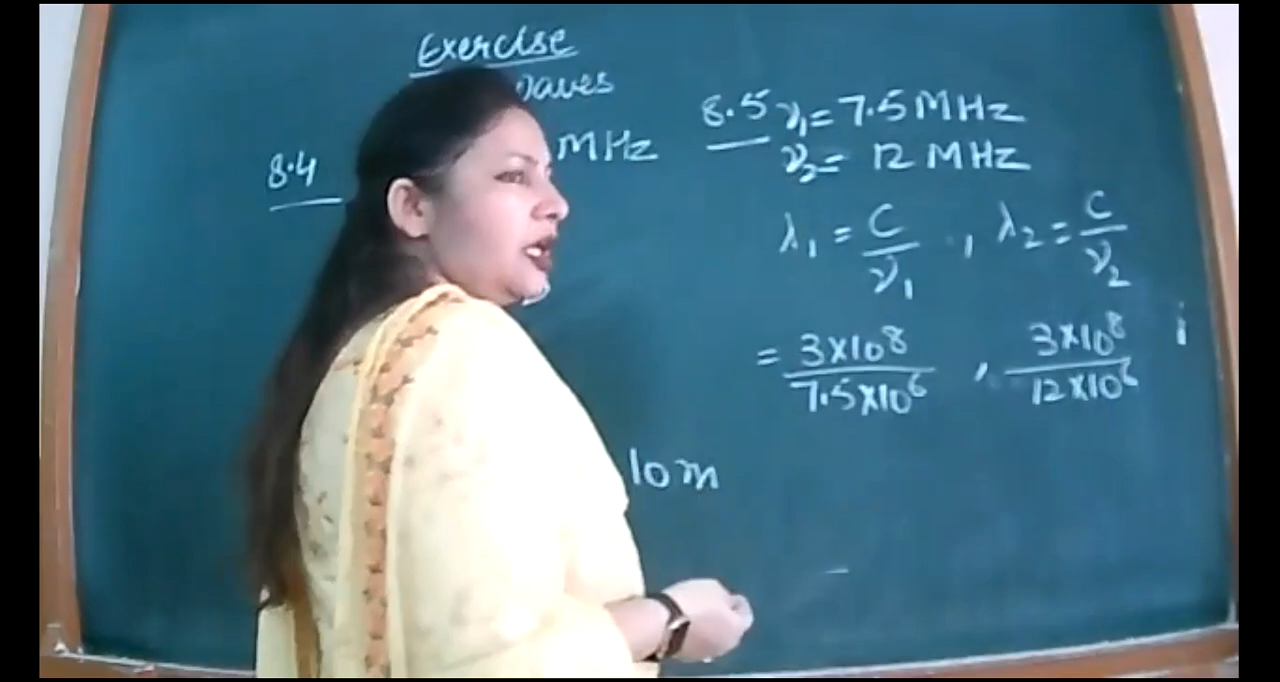 Exercise
waves
8.4
MHz
8.5 ν₁= 7.5 MHz
ν₂= 12 MHz
λ₁ = C/ν₁ , λ₂ = C/ν₂
= 3×10⁸/7.5×10⁶ , 3×10⁸/12×10⁶
10m